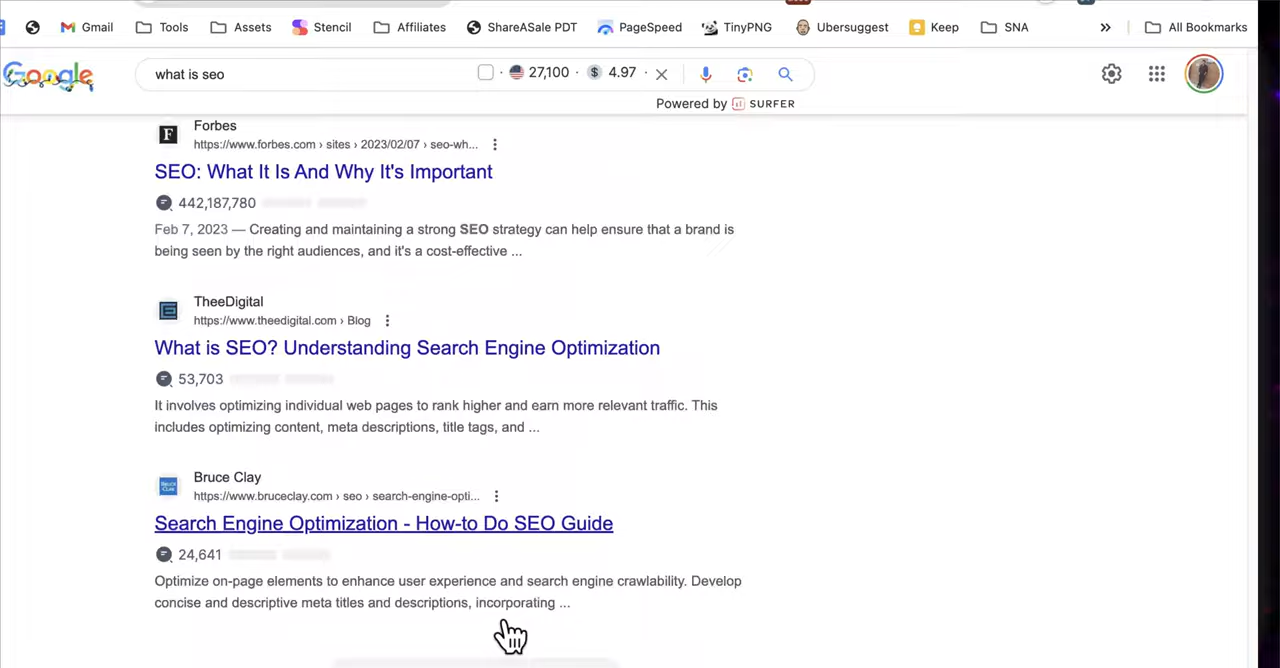 Gmail Tools Assets Stencil Affiliates ShareASale PDT PageSpeed TinyPNG Ubersuggest Keep SNA » All Bookmarks
Google what is seo 27,100 · $ 4.97 ·
Powered by SURFER
Forbes
https://www.forbes.com › sites › 2023/02/07 › seo-wh...
SEO: What It Is And Why It's Important
442,187,780
Feb 7, 2023 — Creating and maintaining a strong SEO strategy can help ensure that a brand is
being seen by the right audiences, and it's a cost-effective ...
TheeDigital
https://www.theedigital.com › Blog
What is SEO? Understanding Search Engine Optimization
53,703
It involves optimizing individual web pages to rank higher and earn more relevant traffic. This
includes optimizing content, meta descriptions, title tags, and ...
Bruce Clay
https://www.bruceclay.com › seo › search-engine-opti...
Search Engine Optimization - How-to Do SEO Guide
24,641
Optimize on-page elements to enhance user experience and search engine crawlability. Develop
concise and descriptive meta titles and descriptions, incorporating ...